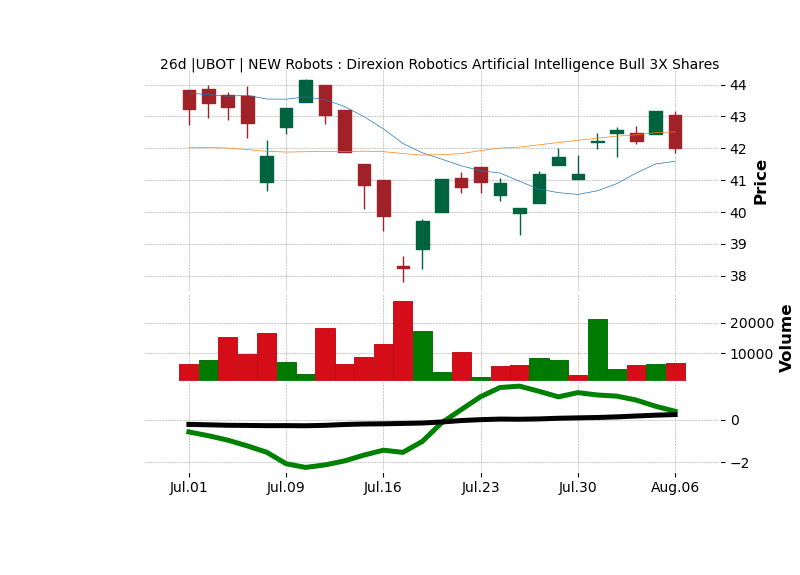 26d |UBOT | NEW Robots : Direxion Robotics Artificial Intelligence Bull 3X Shares
44
43
42
41
40
39
38
Price
20000
10000
Volume
0
−2
Jul.01 Jul.09 Jul.16 Jul.23 Jul.30 Aug.06